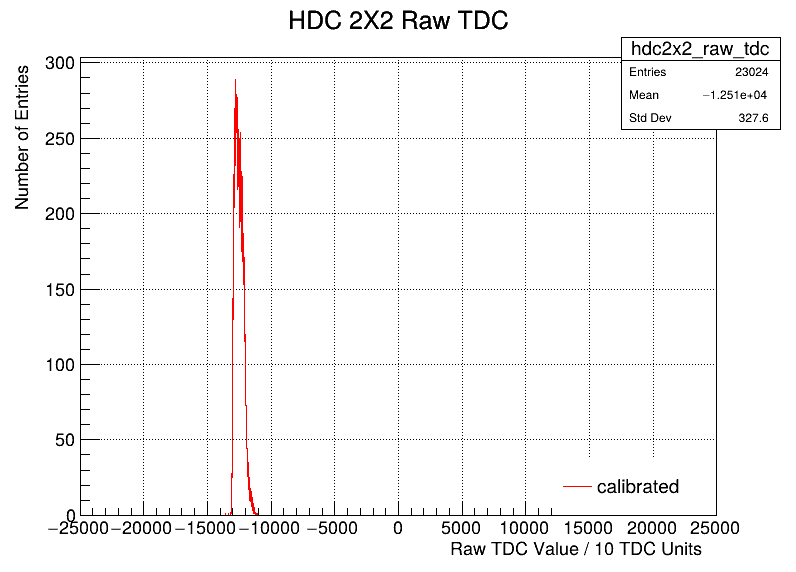 HDC 2X2 Raw TDC
hdc2x2_raw_tdc
Entries 23024
Mean −1.251e+04
Std Dev 327.6
Number of Entries
300
250
200
150
100
50
0
−25000 −20000 −15000 −10000 −5000 0 5000 10000 15000 20000 25000
calibrated
Raw TDC Value / 10 TDC Units